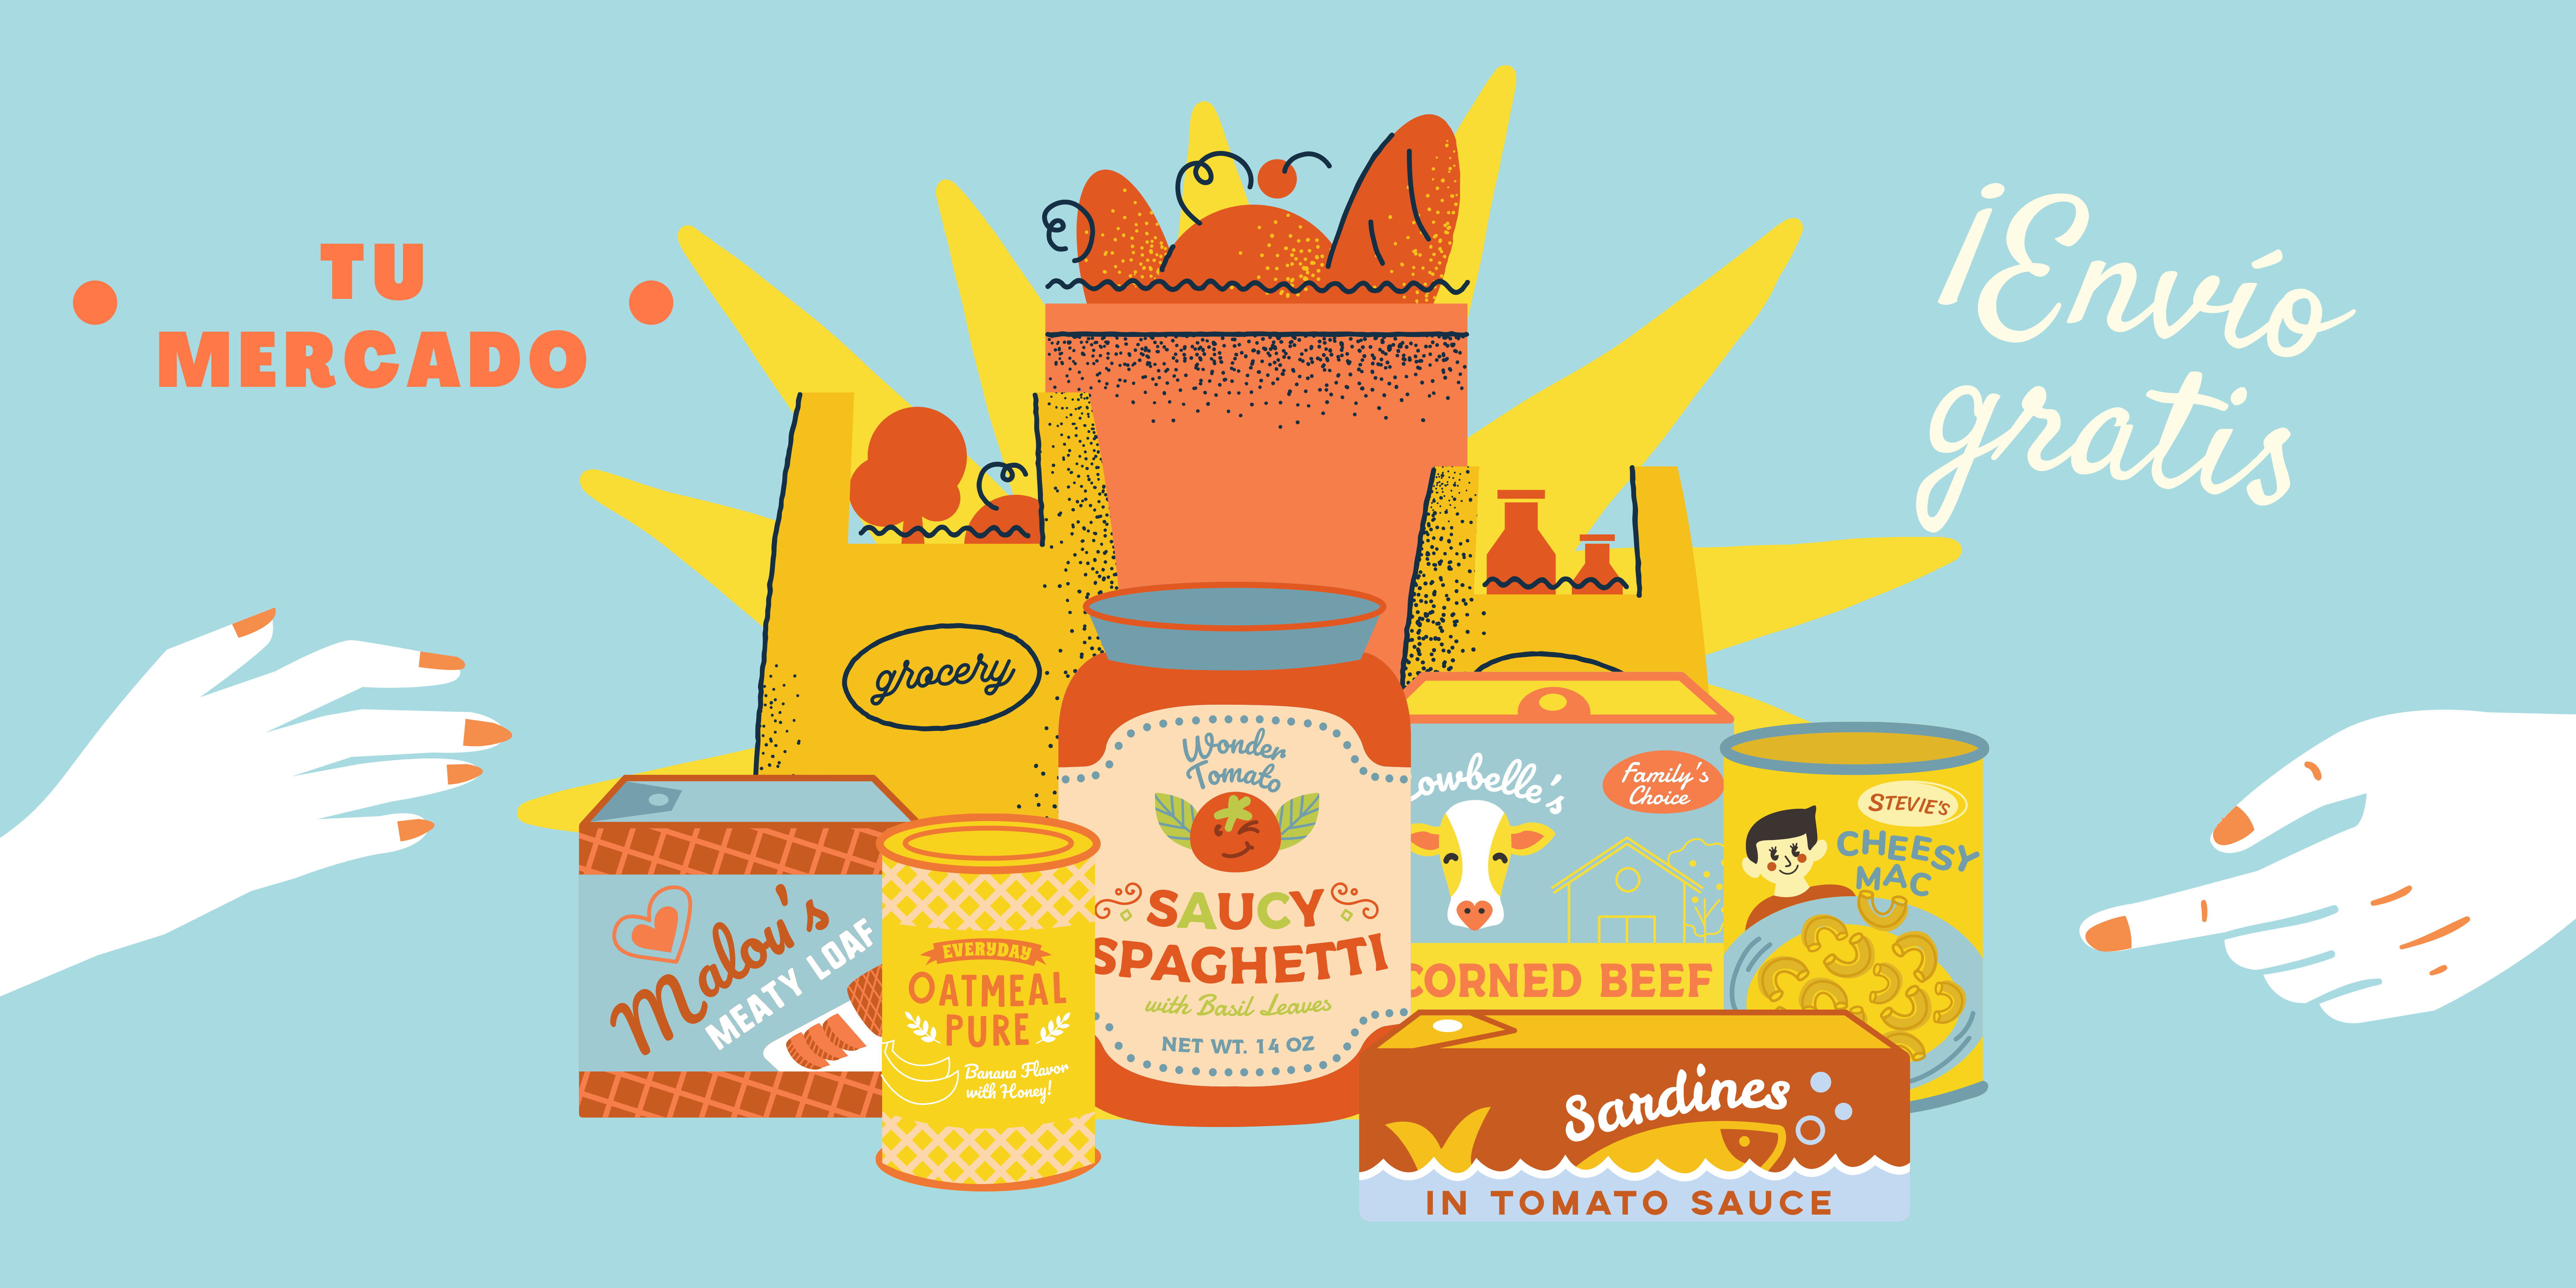 TU
MERCADO
¡Envío
gratis
grocery
Wonder
Tomato
SAUCY
SPAGHETTI
with Basil Leaves
NET WT. 14 OZ
Malou's
MEATY LOAF
EVERYDAY
OATMEAL
PURE
Banana Flavor
with Honey!
owbelle's
Family's
Choice
CORNED BEEF
STEVIE'S
CHEESY
MAC
Sardines
IN TOMATO SAUCE